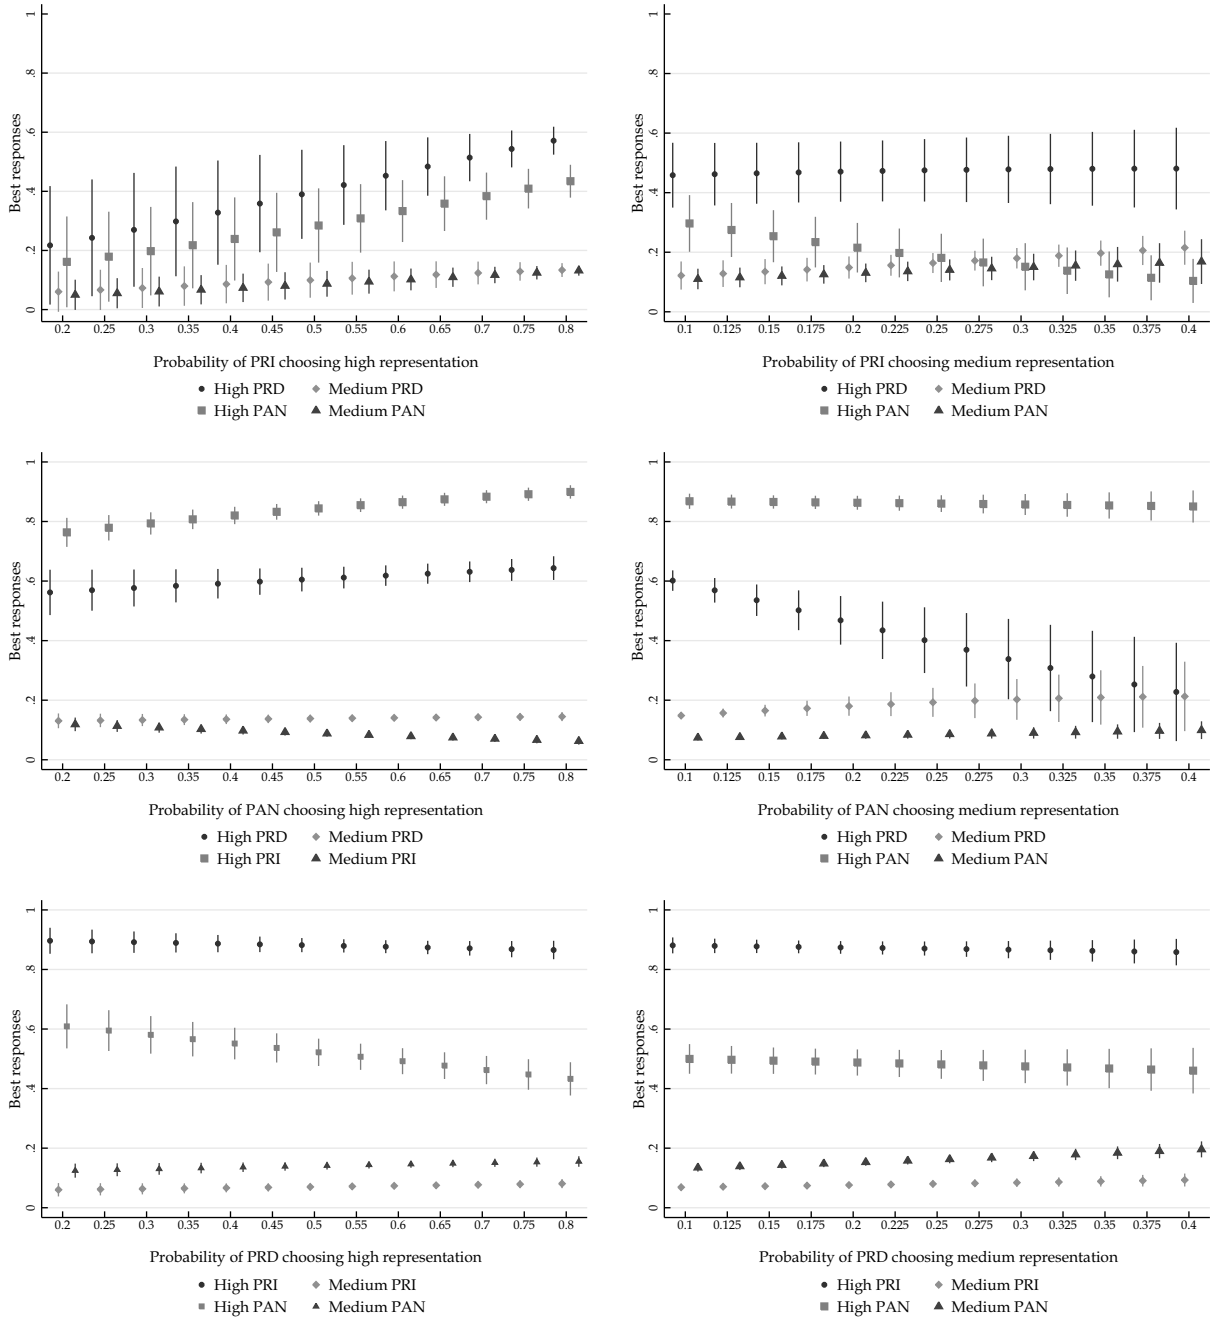 Best responses
1
.8
.6
.4
.2
0
0.2 0.25 0.3 0.35 0.4 0.45 0.5 0.55 0.6 0.65 0.7 0.75 0.8
Probability of PRI choosing high representation
High PRD Medium PRD
High PAN Medium PAN
Best responses
1
.8
.6
.4
.2
0
0.1 0.125 0.15 0.175 0.2 0.225 0.25 0.275 0.3 0.325 0.35 0.375 0.4
Probability of PRI choosing medium representation
High PRD Medium PRD
High PAN Medium PAN
Best responses
1
.8
.6
.4
.2
0
0.2 0.25 0.3 0.35 0.4 0.45 0.5 0.55 0.6 0.65 0.7 0.75 0.8
Probability of PAN choosing high representation
High PRD Medium PRD
High PRI Medium PRI
Best responses
1
.8
.6
.4
.2
0
0.1 0.125 0.15 0.175 0.2 0.225 0.25 0.275 0.3 0.325 0.35 0.375 0.4
Probability of PAN choosing medium representation
High PRD Medium PRD
High PAN Medium PAN
Best responses
1
.8
.6
.4
.2
0
0.2 0.25 0.3 0.35 0.4 0.45 0.5 0.55 0.6 0.65 0.7 0.75 0.8
Probability of PRD choosing high representation
High PRI Medium PRI
High PAN Medium PAN
Best responses
1
.8
.6
.4
.2
0
0.1 0.125 0.15 0.175 0.2 0.225 0.25 0.275 0.3 0.325 0.35 0.375 0.4
Probability of PRD choosing medium representation
High PRI Medium PRI
High PAN Medium PAN